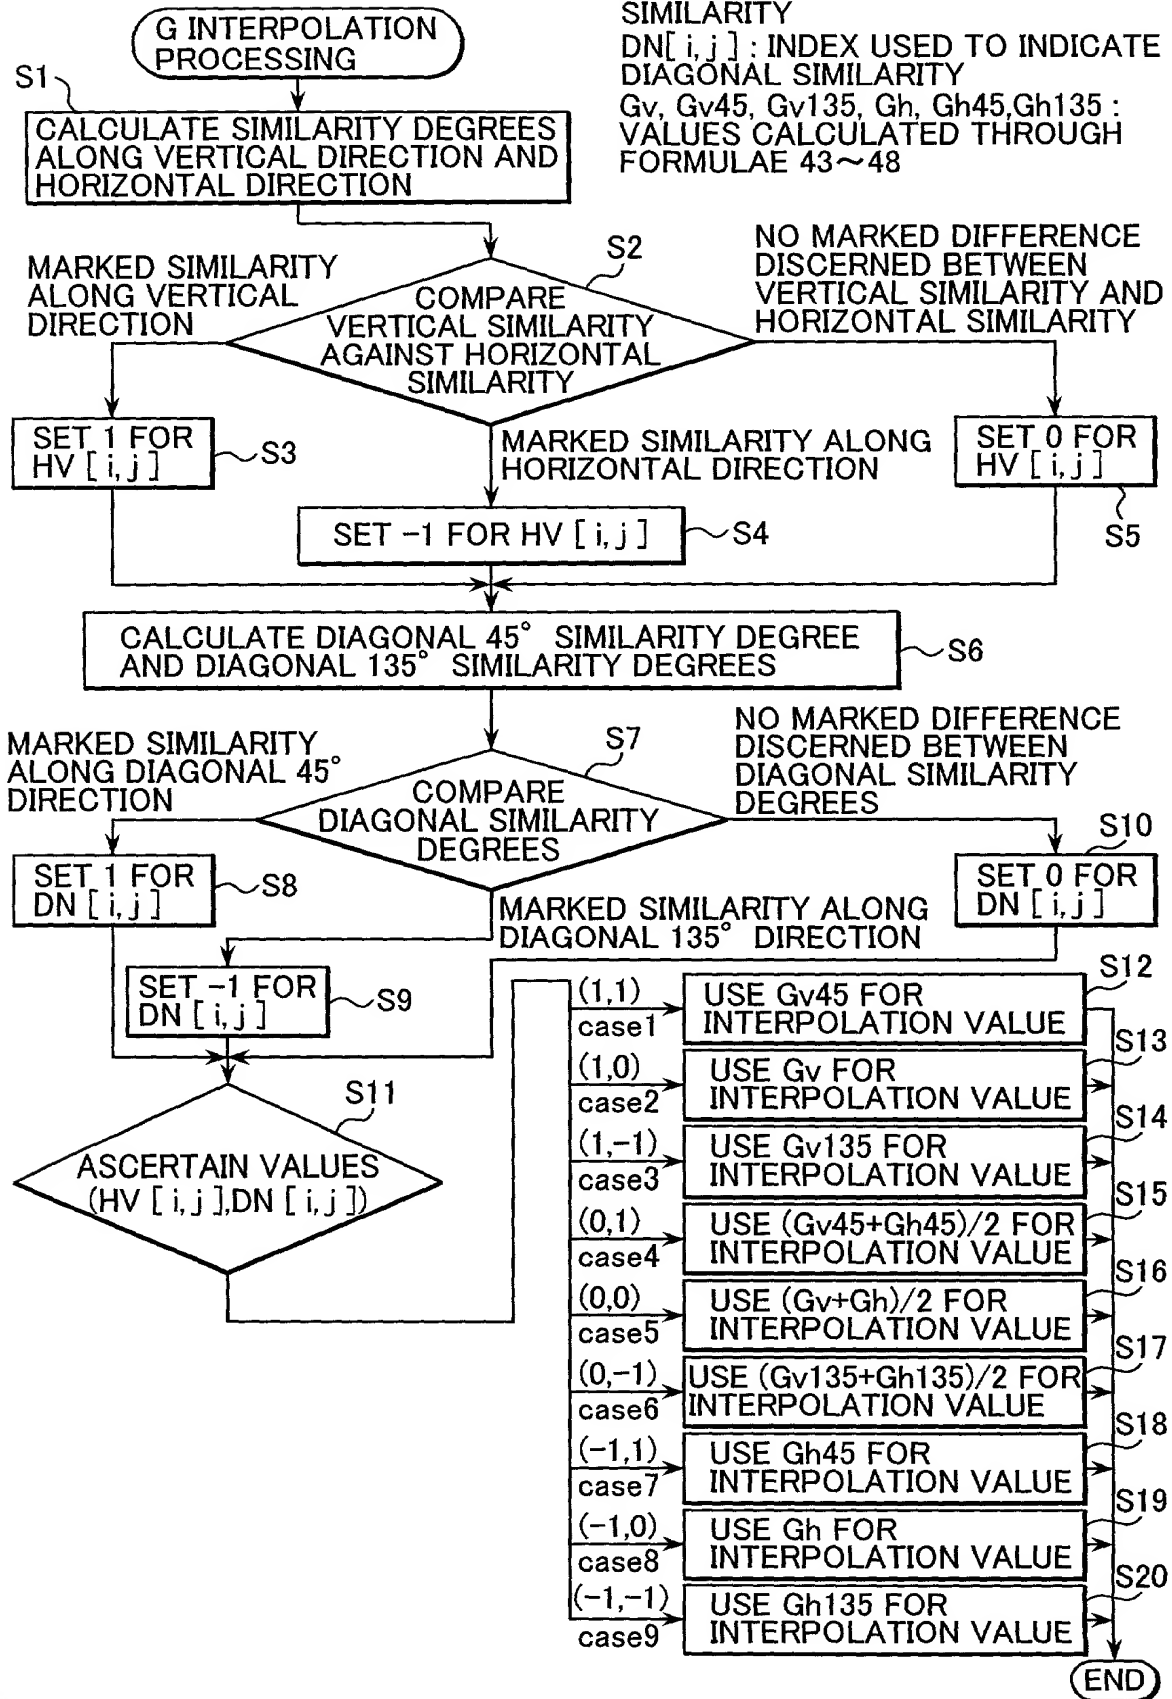 SIMILARITY
DN[i,j] : INDEX USED TO INDICATE
DIAGONAL SIMILARITY
Gv, Gv45, Gv135, Gh, Gh45,Gh135 :
VALUES CALCULATED THROUGH
FORMULAE 43~48
G INTERPOLATION
PROCESSING
S1
CALCULATE SIMILARITY DEGREES
ALONG VERTICAL DIRECTION AND
HORIZONTAL DIRECTION
S2
COMPARE
VERTICAL SIMILARITY
AGAINST HORIZONTAL
SIMILARITY
MARKED SIMILARITY
ALONG VERTICAL
DIRECTION
NO MARKED DIFFERENCE
DISCERNED BETWEEN
VERTICAL SIMILARITY AND
HORIZONTAL SIMILARITY
SET 1 FOR
HV [i,j]
S3
MARKED SIMILARITY ALONG
HORIZONTAL DIRECTION
SET -1 FOR HV [i,j]
S4
SET 0 FOR
HV [i,j]
S5
CALCULATE DIAGONAL 45° SIMILARITY DEGREE
AND DIAGONAL 135° SIMILARITY DEGREES
S6
S7
COMPARE
DIAGONAL SIMILARITY
DEGREES
MARKED SIMILARITY
ALONG DIAGONAL 45°
DIRECTION
NO MARKED DIFFERENCE
DISCERNED BETWEEN
DIAGONAL SIMILARITY
DEGREES
SET 1 FOR
DN [i,j]
S8
MARKED SIMILARITY ALONG
DIAGONAL 135° DIRECTION
SET -1 FOR
DN [i,j]
S9
S10
SET 0 FOR
DN [i,j]
S11
ASCERTAIN VALUES
(HV [i,j],DN [i,j])
(1,1)
case1
USE Gv45 FOR
INTERPOLATION VALUE
S12
(1,0)
case2
USE Gv FOR
INTERPOLATION VALUE
S13
(1,-1)
case3
USE Gv135 FOR
INTERPOLATION VALUE
S14
(0,1)
case4
USE (Gv45+Gh45)/2 FOR
INTERPOLATION VALUE
S15
(0,0)
case5
USE (Gv+Gh)/2 FOR
INTERPOLATION VALUE
S16
(0,-1)
case6
USE (Gv135+Gh135)/2 FOR
INTERPOLATION VALUE
S17
(-1,1)
case7
USE Gh45 FOR
INTERPOLATION VALUE
S18
(-1,0)
case8
USE Gh FOR
INTERPOLATION VALUE
S19
(-1,-1)
case9
USE Gh135 FOR
INTERPOLATION VALUE
S20
END